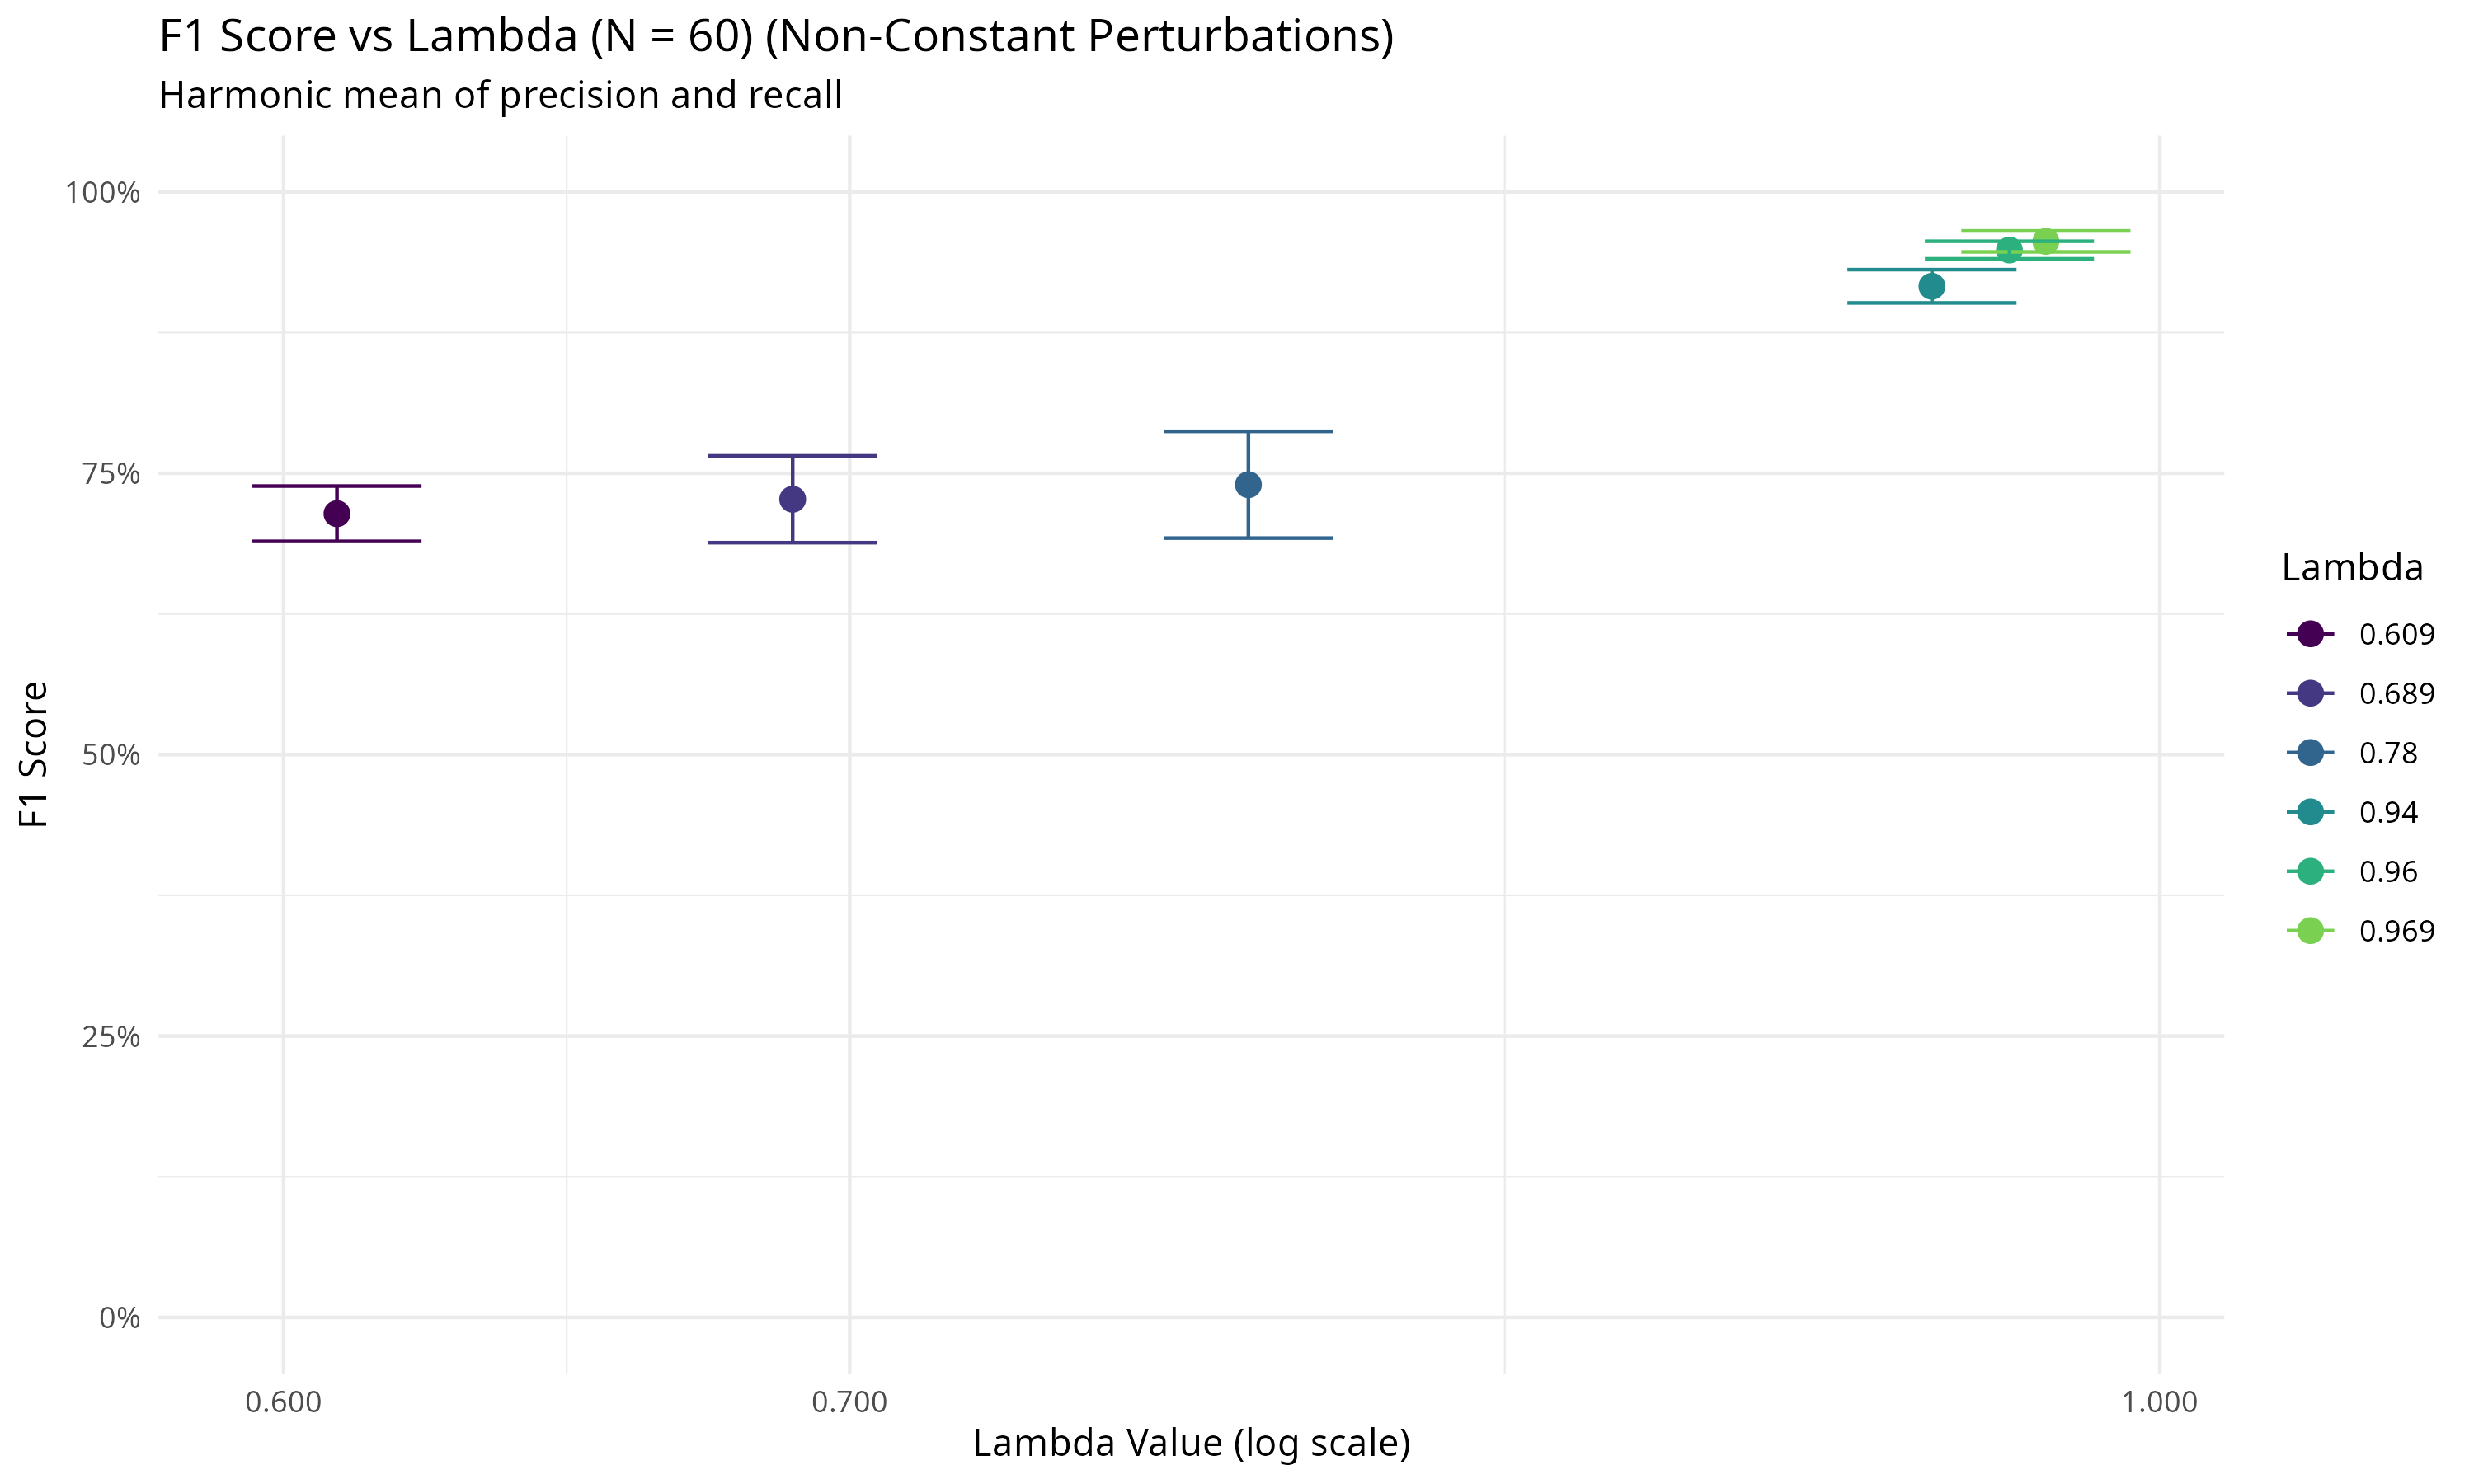 F1 Score vs Lambda (N = 60) (Non-Constant Perturbations)
Harmonic mean of precision and recall
100%
75%
50%
25%
0%
F1 Score
0.600
0.700
1.000
Lambda Value (log scale)
Lambda
0.609
0.689
0.78
0.94
0.96
0.969